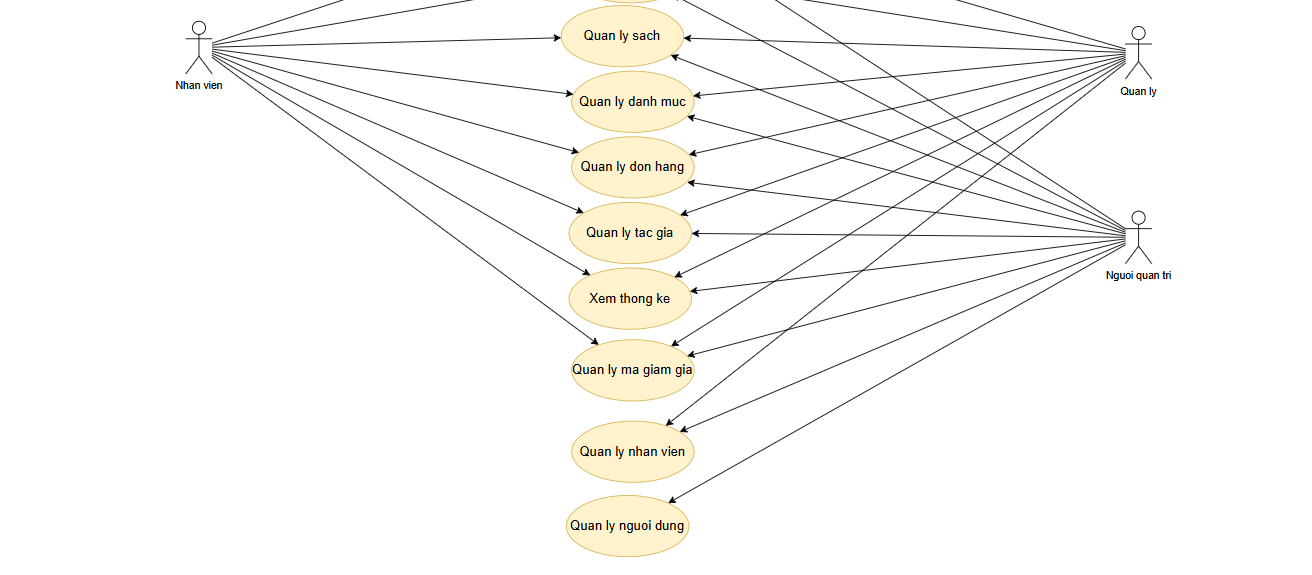 Quan ly sach
Nhan vien
Quan ly
Quan ly danh muc
Quan ly don hang
Quan ly tac gia
Nguoi quan tri
Xem thong ke
Quan ly ma giam gia
Quan ly nhan vien
Quan ly nguoi dung